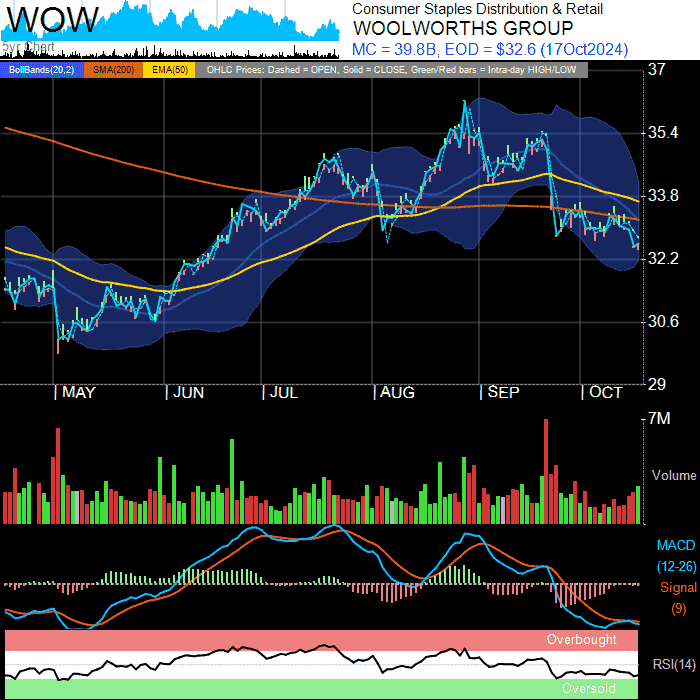 WOW
5yr Chart
Consumer Staples Distribution & Retail
WOOLWORTHS GROUP
MC = 39.8B, EOD = $32.6 (17Oct2024)
BollBands(20,2) SMA(200) EMA(50) OHLC Prices: Dashed = OPEN, Solid = CLOSE, Green/Red bars = Intra-day HIGH/LOW
37
35.4
33.8
32.2
30.6
29
MAY JUN JUL AUG SEP OCT
7M
Volume
MACD
(12-26)
Signal
(9)
Overbought
RSI(14)
Oversold